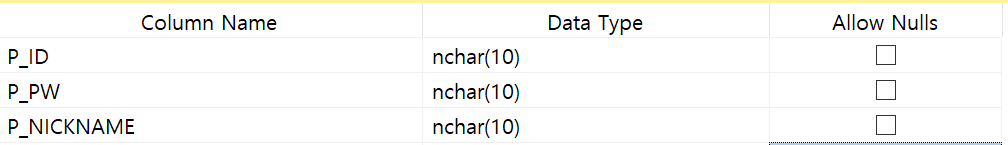 Column Name Data Type Allow Nulls
P_ID nchar(10)
P_PW nchar(10)
P_NICKNAME nchar(10)